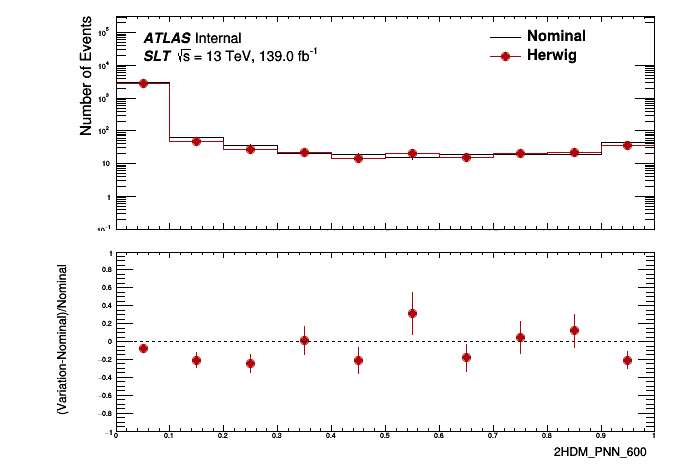 ATLAS Internal
SLT √s = 13 TeV, 139.0 fb⁻¹
Nominal
Herwig
Number of Events
10⁵
10⁴
10³
10²
10
1
10⁻¹
(Variation-Nominal)/Nominal
1
0.8
0.6
0.4
0.2
0
−0.2
−0.4
−0.6
−0.8
−1
0 0.1 0.2 0.3 0.4 0.5 0.6 0.7 0.8 0.9 1
2HDM_PNN_600